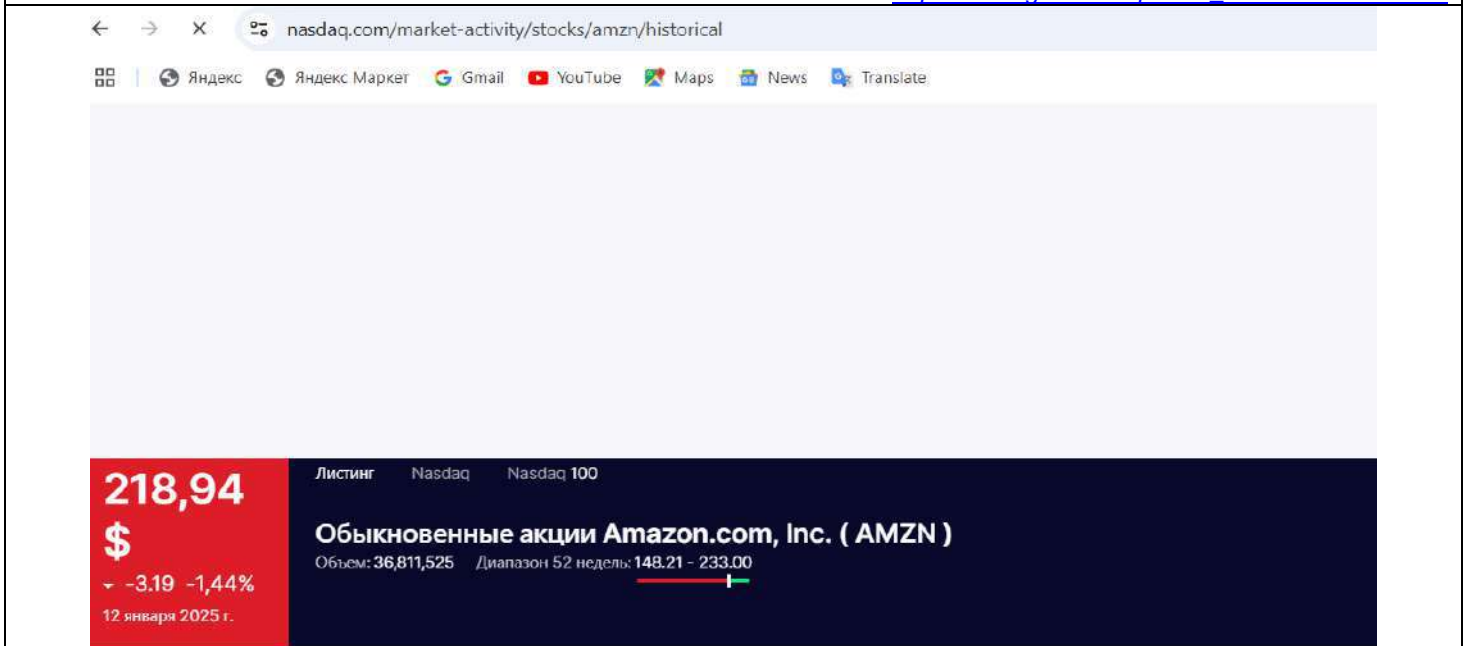 nasdaq.com/market-activity/stocks/amzn/historical
Яндекс Яндекс Маркет Gmail YouTube Maps News Translate
218,94
$
-3.19 -1,44%
12 января 2025 г.
Листинг Nasdaq Nasdaq 100
Обыкновенные акции Amazon.com, Inc. ( AMZN )
Объем: 36,811,525 Диапазон 52 недель: 148.21 - 233.00